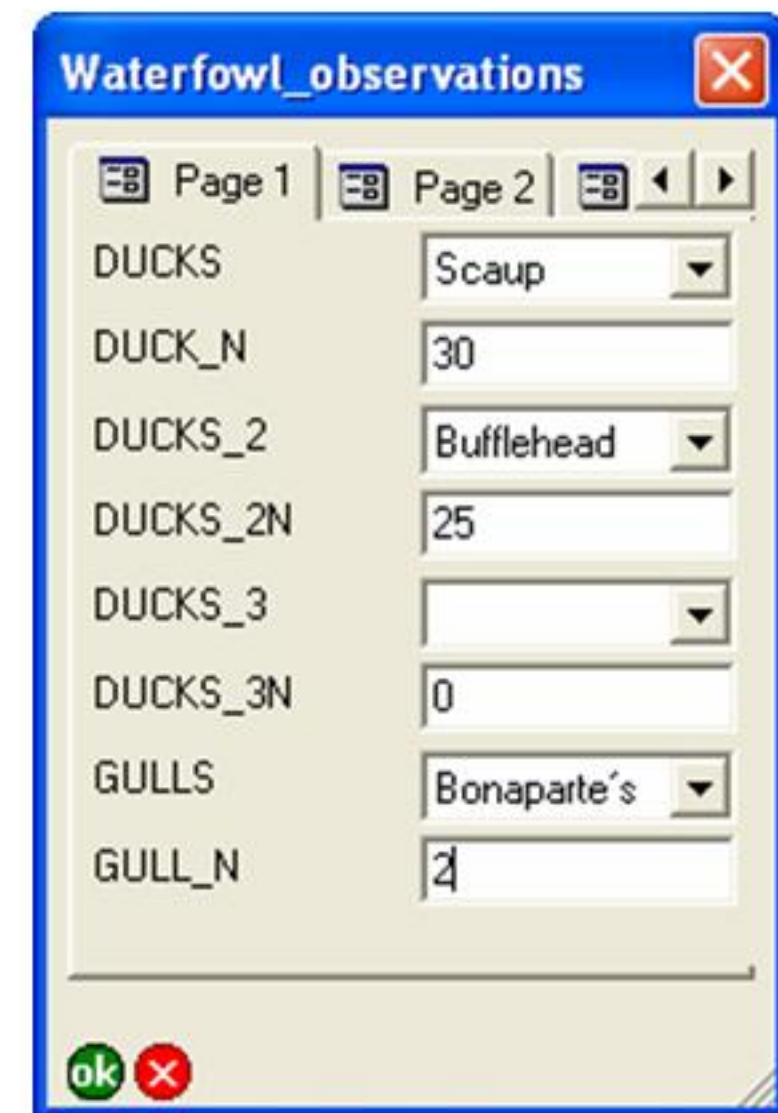 Waterfowl_observations
Page 1 Page 2
DUCKS Scaup
DUCK_N 30
DUCKS_2 Bufflehead
DUCKS_2N 25
DUCKS_3
DUCKS_3N 0
GULLS Bonaparte´s
GULL_N 2
ok